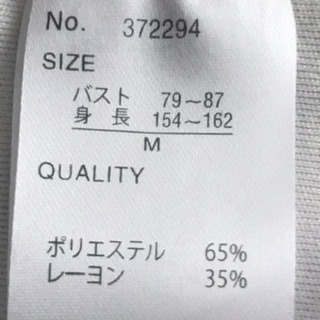 No. 372294
SIZE
バスト 79〜87
身長 154〜162
M
QUALITY
ポリエステル 65%
レーヨン 35%